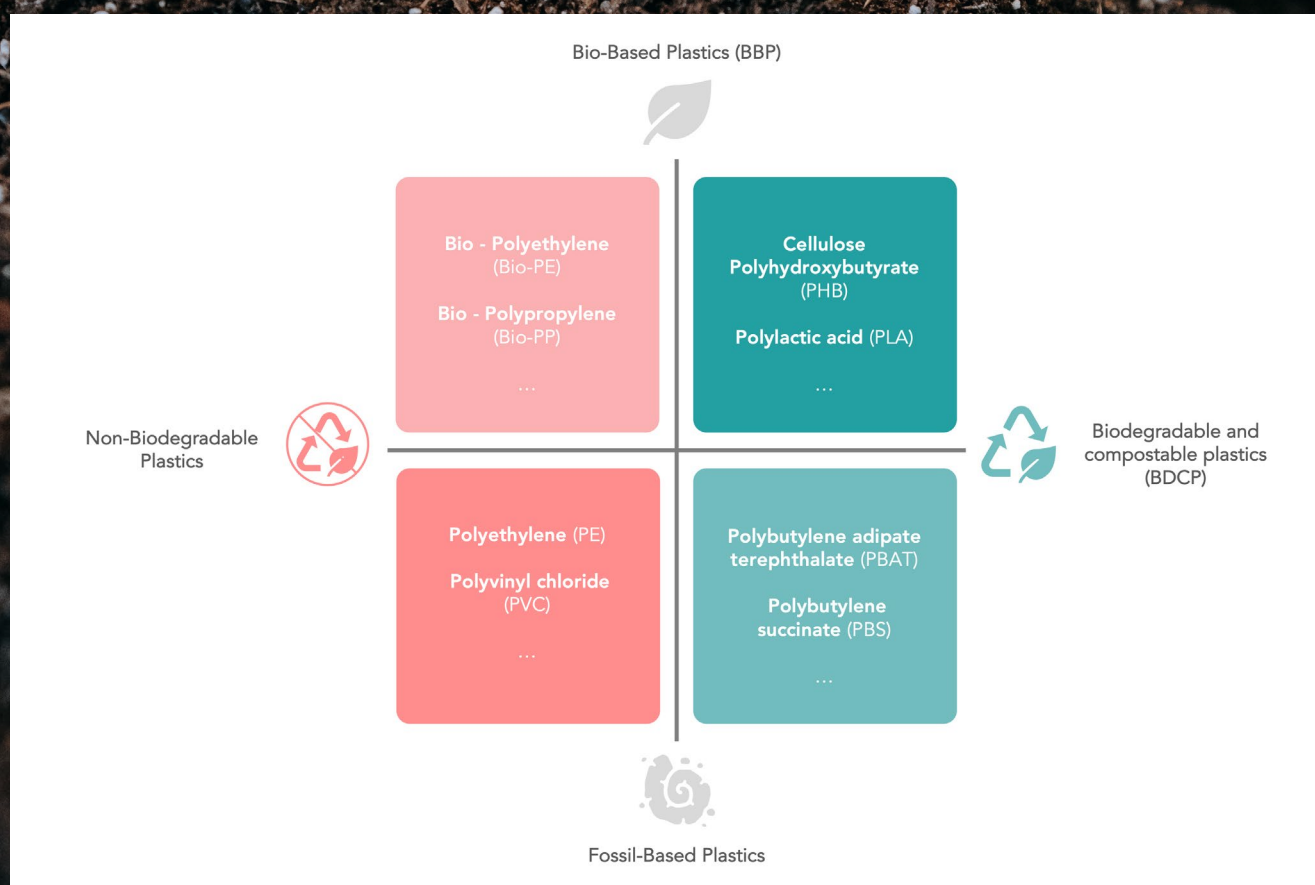 Bio-Based Plastics (BBP)
Bio - Polyethylene
(Bio-PE)
Bio - Polypropylene
(Bio-PP)
...
Cellulose
Polyhydroxybutyrate
(PHB)
Polylactic acid (PLA)
...
Non-Biodegradable
Plastics
Biodegradable and
compostable plastics
(BDCP)
Polyethylene (PE)
Polyvinyl chloride
(PVC)
...
Polybutylene adipate
terephthalate (PBAT)
Polybutylene
succinate (PBS)
...
Fossil-Based Plastics